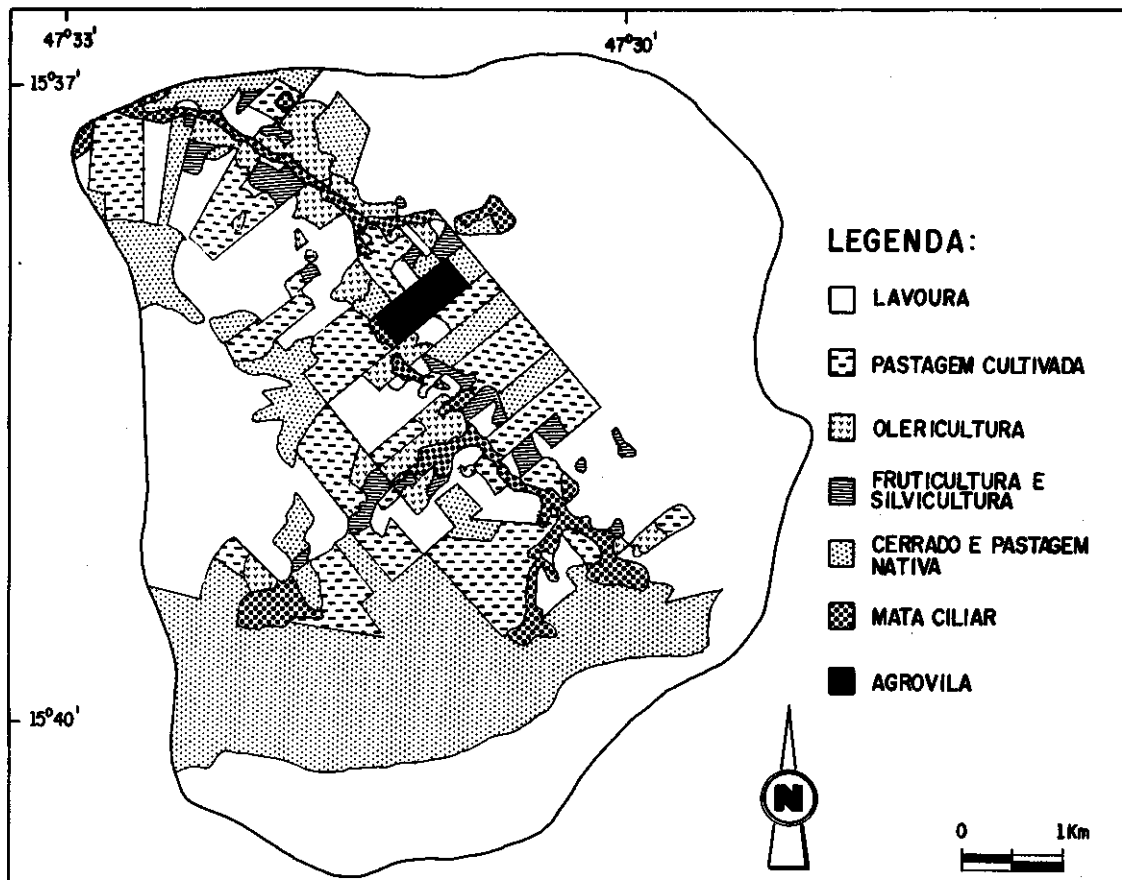 47°33'
47°30'
15°37'
15°40'
LEGENDA:
LAVOURA
PASTAGEM CULTIVADA
OLERICULTURA
FRUTICULTURA E
SILVICULTURA
CERRADO E PASTAGEM
NATIVA
MATA CILIAR
AGROVILA
N
0 1Km